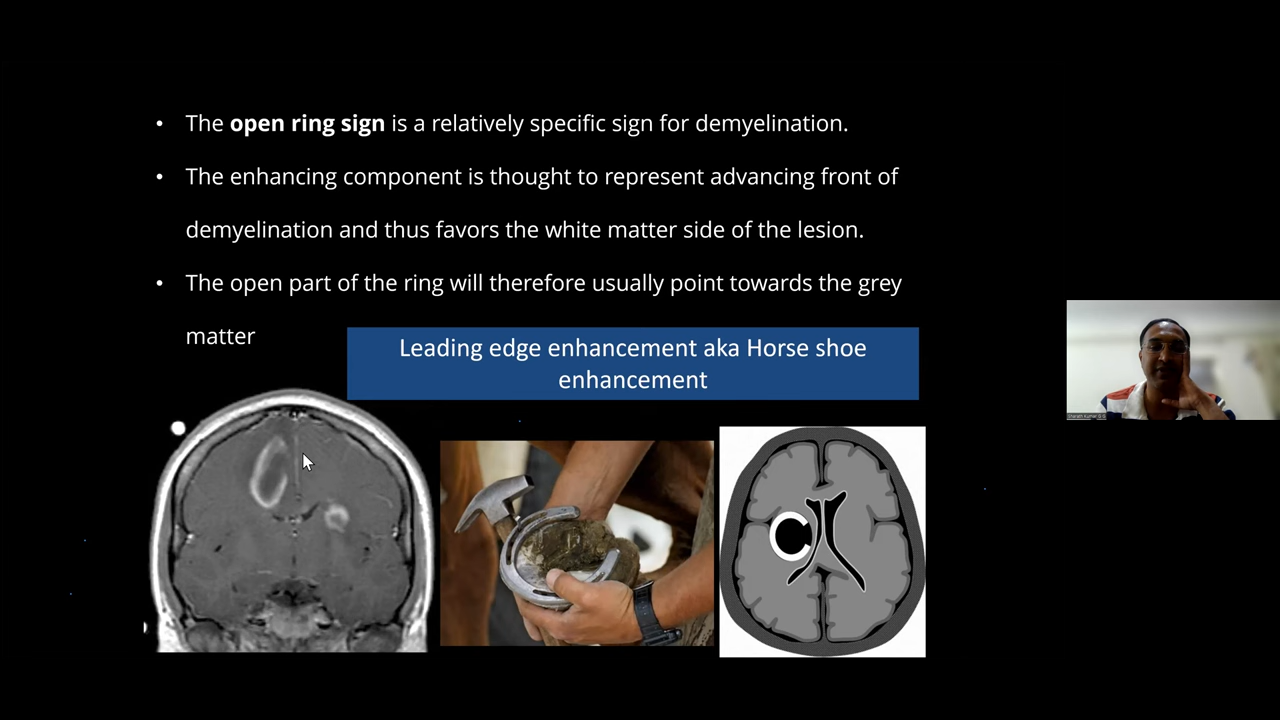 • The open ring sign is a relatively specific sign for demyelination.
• The enhancing component is thought to represent advancing front of
demyelination and thus favors the white matter side of the lesion.
• The open part of the ring will therefore usually point towards the grey
matter
Leading edge enhancement aka Horse shoe
enhancement